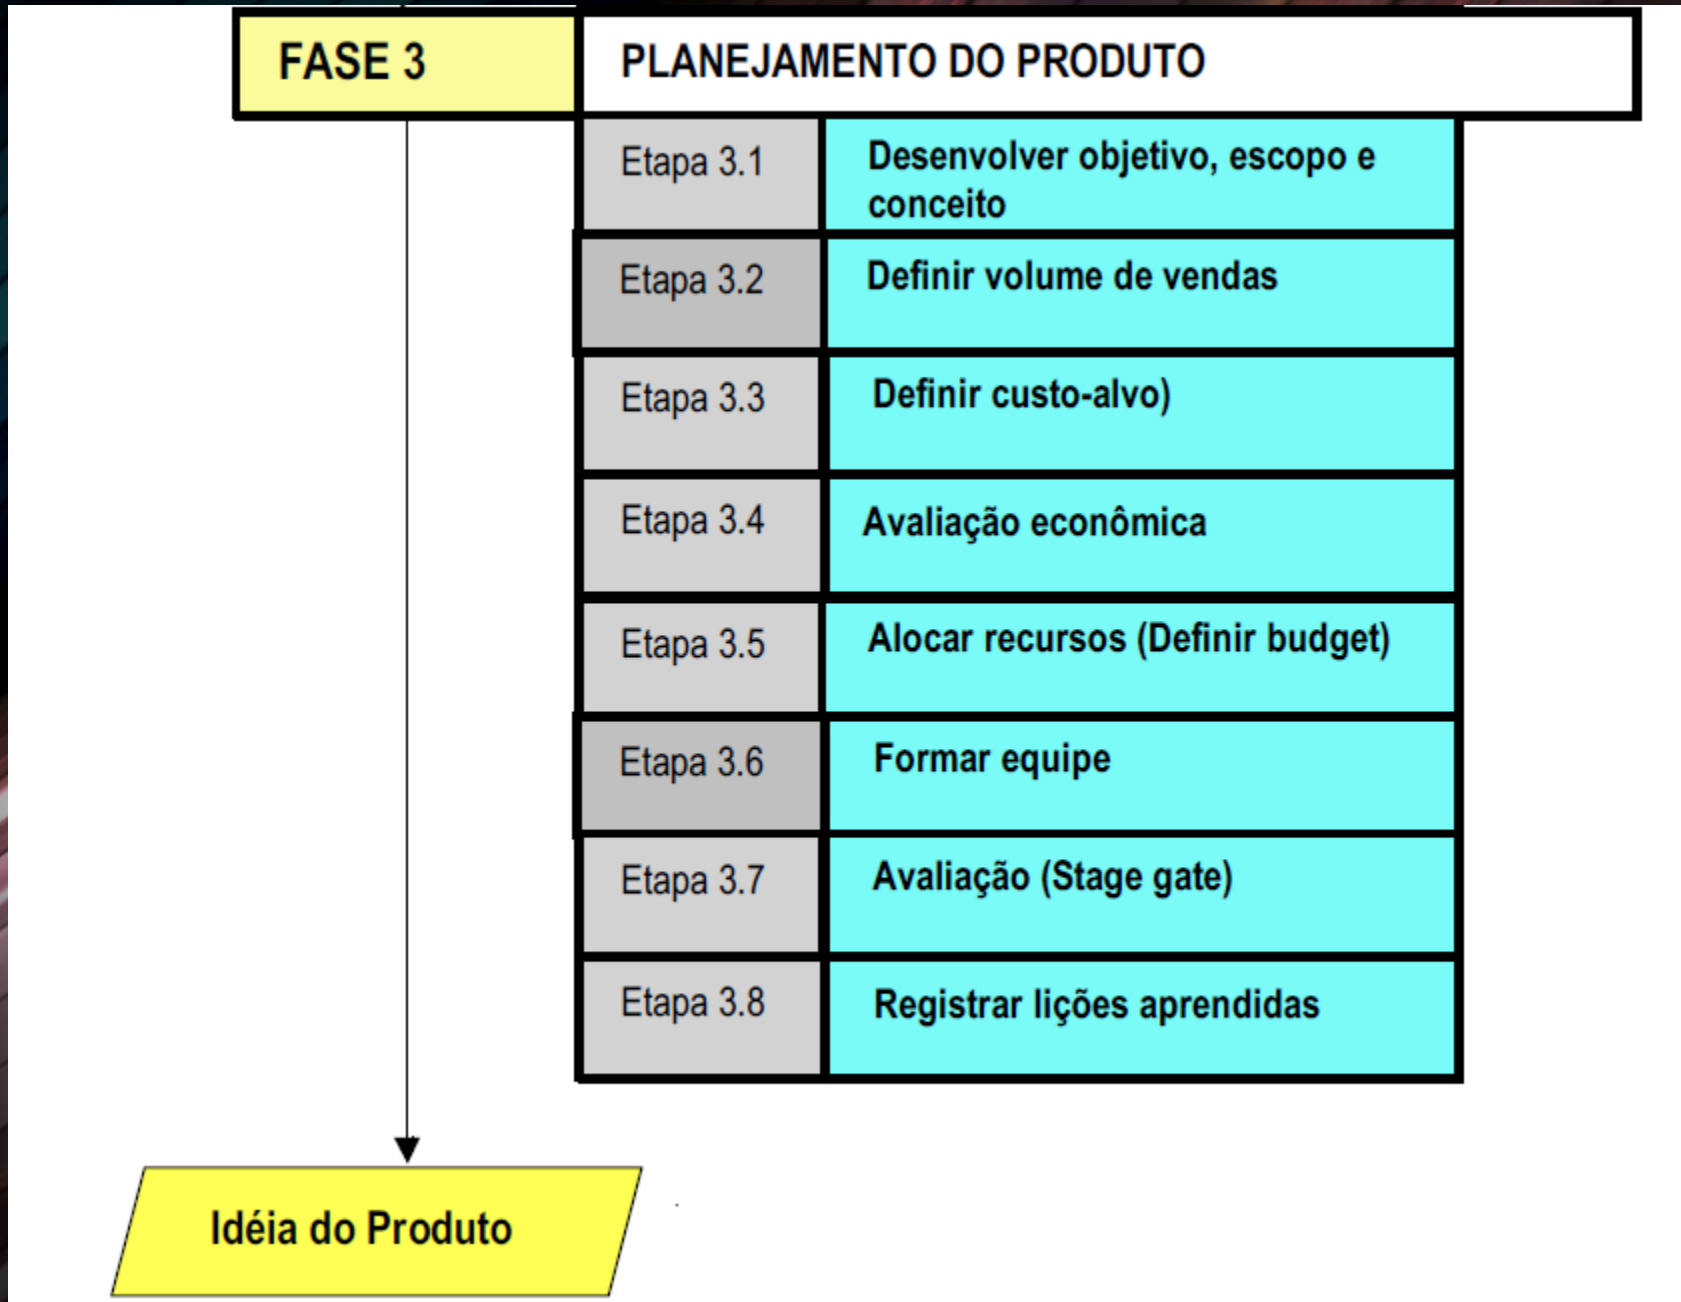 FASE 3
PLANEJAMENTO DO PRODUTO
Etapa 3.1
Desenvolver objetivo, escopo e
conceito
Etapa 3.2
Definir volume de vendas
Etapa 3.3
Definir custo-alvo)
Etapa 3.4
Avaliação econômica
Etapa 3.5
Alocar recursos (Definir budget)
Etapa 3.6
Formar equipe
Etapa 3.7
Avaliação (Stage gate)
Etapa 3.8
Registrar lições aprendidas
Idéia do Produto